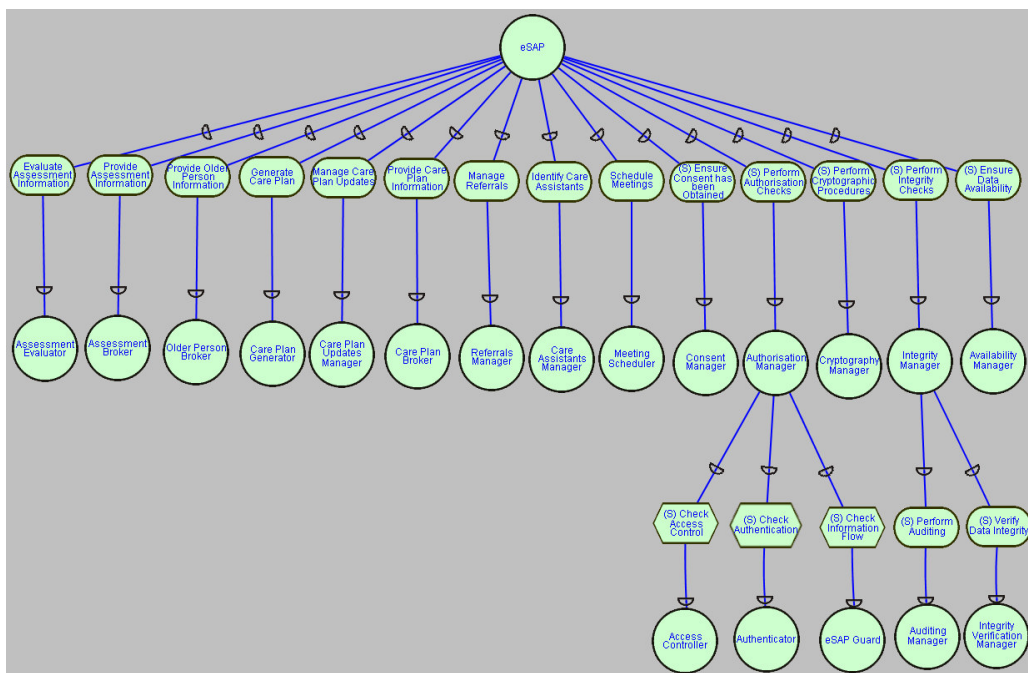 eSAP
Evaluate
Assessment
Information
Provide
Assessment
Information
Provide Older
Person
Information
Generate
Care Plan
Manage Care
Plan Updates
Provide Care
Plan
Information
Manage
Referrals
Identify Care
Assistants
Schedule
Meetings
(S) Ensure
Consent has
been
Obtained
(S) Perform
Authorisation
Checks
(S) Perform
Cryptographic
Procedures
(S) Perform
Integrity
Checks
(S) Ensure
Data
Availability
Assessment
Evaluator
Assessment
Broker
Older Person
Broker
Care Plan
Generator
Care Plan
Updates
Manager
Care Plan
Broker
Referrals
Manager
Care
Assistants
Manager
Meeting
Scheduler
Consent
Manager
Authorisation
Manager
Cryptography
Manager
Integrity
Manager
Availability
Manager
(S) Check
Access
Control
(S) Check
Authentication
(S) Check
Information
Flow
(S) Perform
Auditing
(S) Verify
Data Integrity
Access
Controller
Authenticator
eSAP Guard
Auditing
Manager
Integrity
Verification
Manager